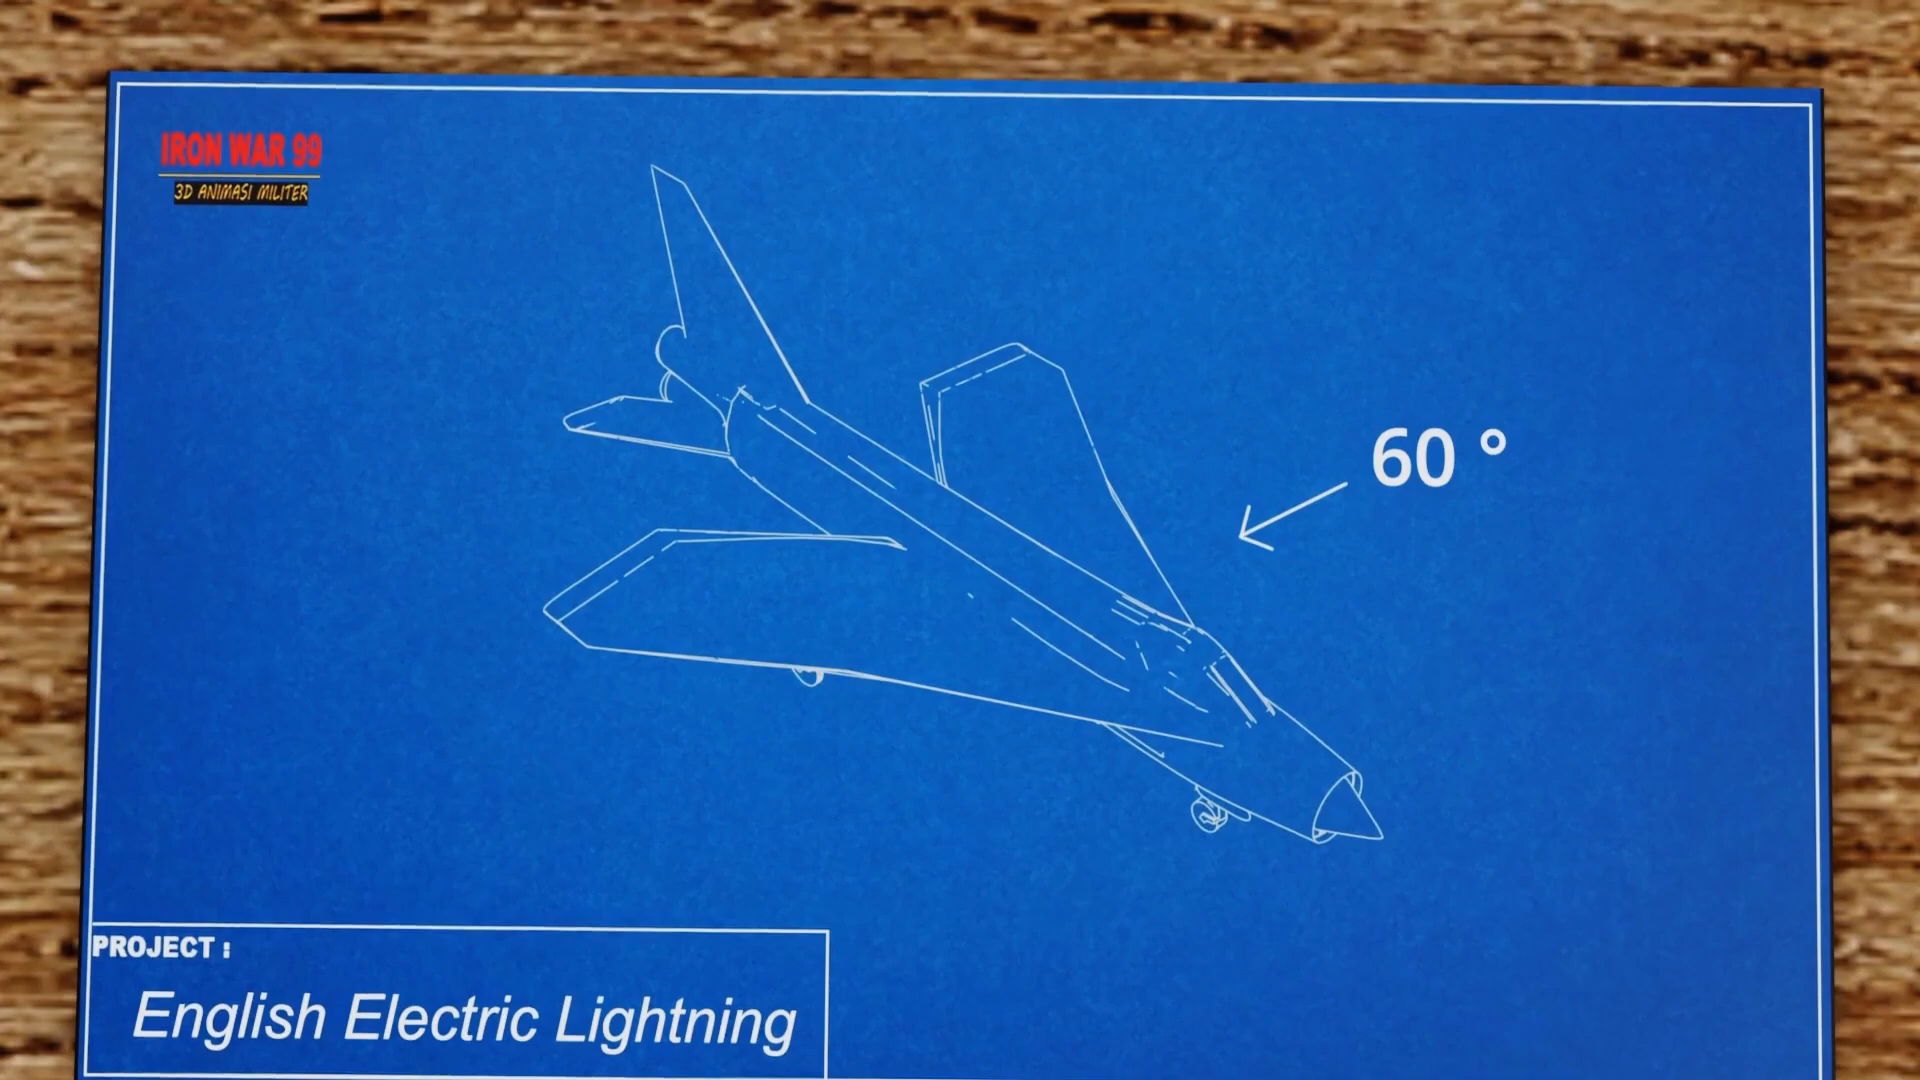 IRON WAR 99
3D ANIMASI MILITER
60 °
PROJECT :
English Electric Lightning